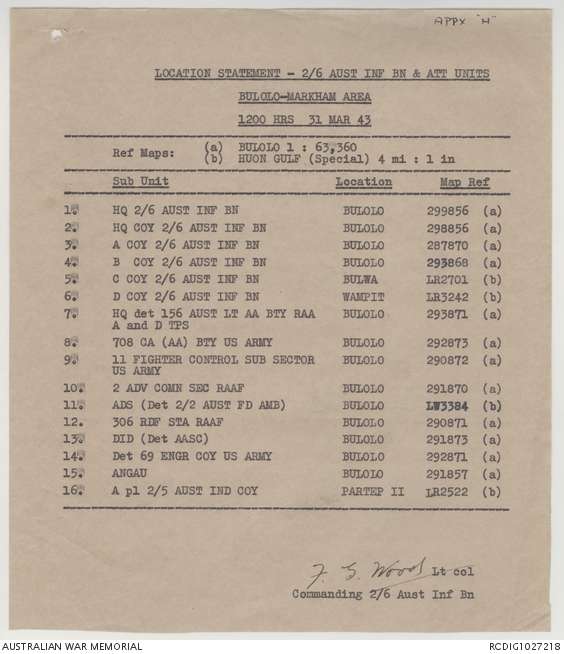 APPX "H"
LOCATION STATEMENT - 2/6 AUST INF BN & ATT UNITS
BULOLO-MARKHAM AREA
1200 HRS 31 MAR 43
Ref Maps: (a) BULOLO 1 : 63,360
(b) HUON GULF (Special) 4 mi : 1 in
Sub Unit Location Map Ref
1. HQ 2/6 AUST INF BN BULOLO 299856 (a)
2. HQ COY 2/6 AUST INF BN BULOLO 298856 (a)
3. A COY 2/6 AUST INF BN BULOLO 287870 (a)
4. B COY 2/6 AUST INF BN BULOLO 293868 (a)
5. C COY 2/6 AUST INF BN BULWA LR2701 (b)
6. D COY 2/6 AUST INF BN WAMPIT LR3242 (b)
7. HQ det 156 AUST LT AA BTY RAA BULOLO 293871 (a)
A and D TPS
8. 708 CA (AA) BTY US ARMY BULOLO 292873 (a)
9. 11 FIGHTER CONTROL SUB SECTOR BULOLO 290872 (a)
US ARMY
10. 2 ADV COMN SEC RAAF BULOLO 291870 (a)
11. ADS (Det 2/2 AUST FD AMB) BULOLO LW3384 (b)
12. 306 RDF STA RAAF BULOLO 290871 (a)
13. DID (Det AASC) BULOLO 291873 (a)
14. Det 69 ENGR COY US ARMY BULOLO 292871 (a)
15. ANGAU BULOLO 291857 (a)
16. A pl 2/5 AUST IND COY PARTEP II LR2522 (b)
F. G. Wood Lt col
Commanding 2/6 Aust Inf Bn
AUSTRALIAN WAR MEMORIAL RCDIG1027218